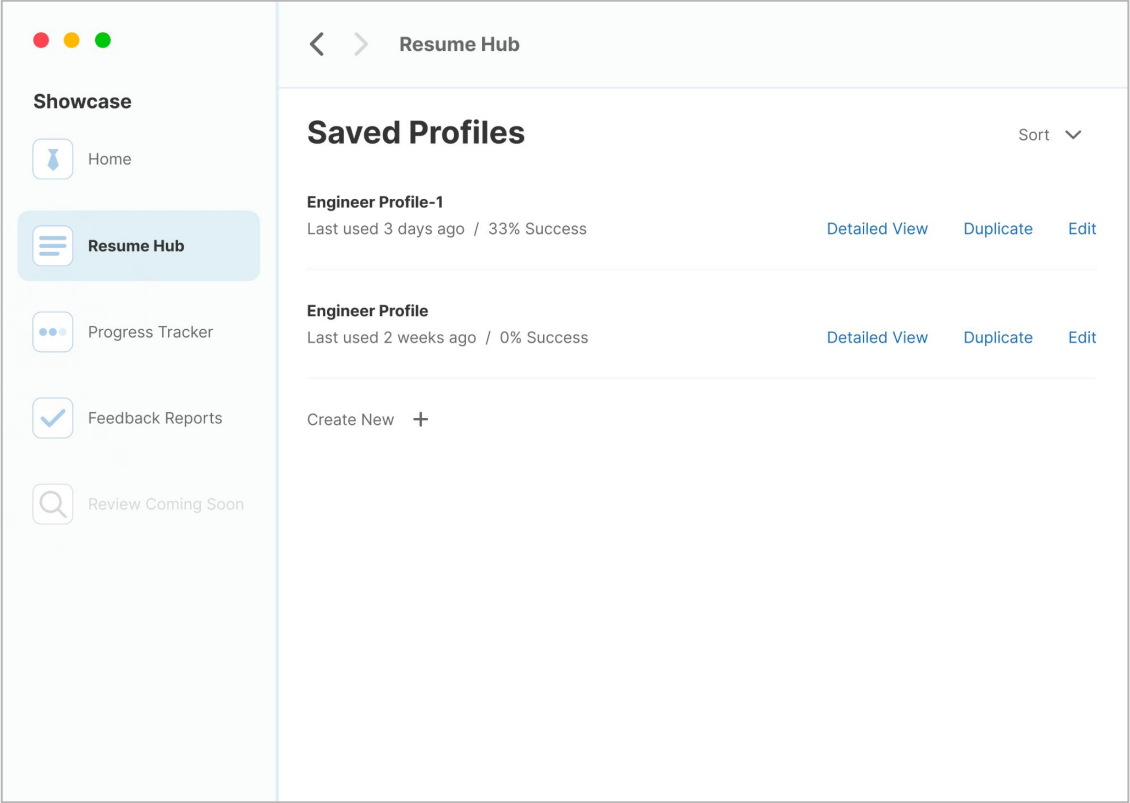 Showcase
Home
Resume Hub
Progress Tracker
Feedback Reports
Review Coming Soon
Resume Hub
Saved Profiles
Sort
Engineer Profile-1
Last used 3 days ago / 33% Success
Detailed View Duplicate Edit
Engineer Profile
Last used 2 weeks ago / 0% Success
Detailed View Duplicate Edit
Create New +